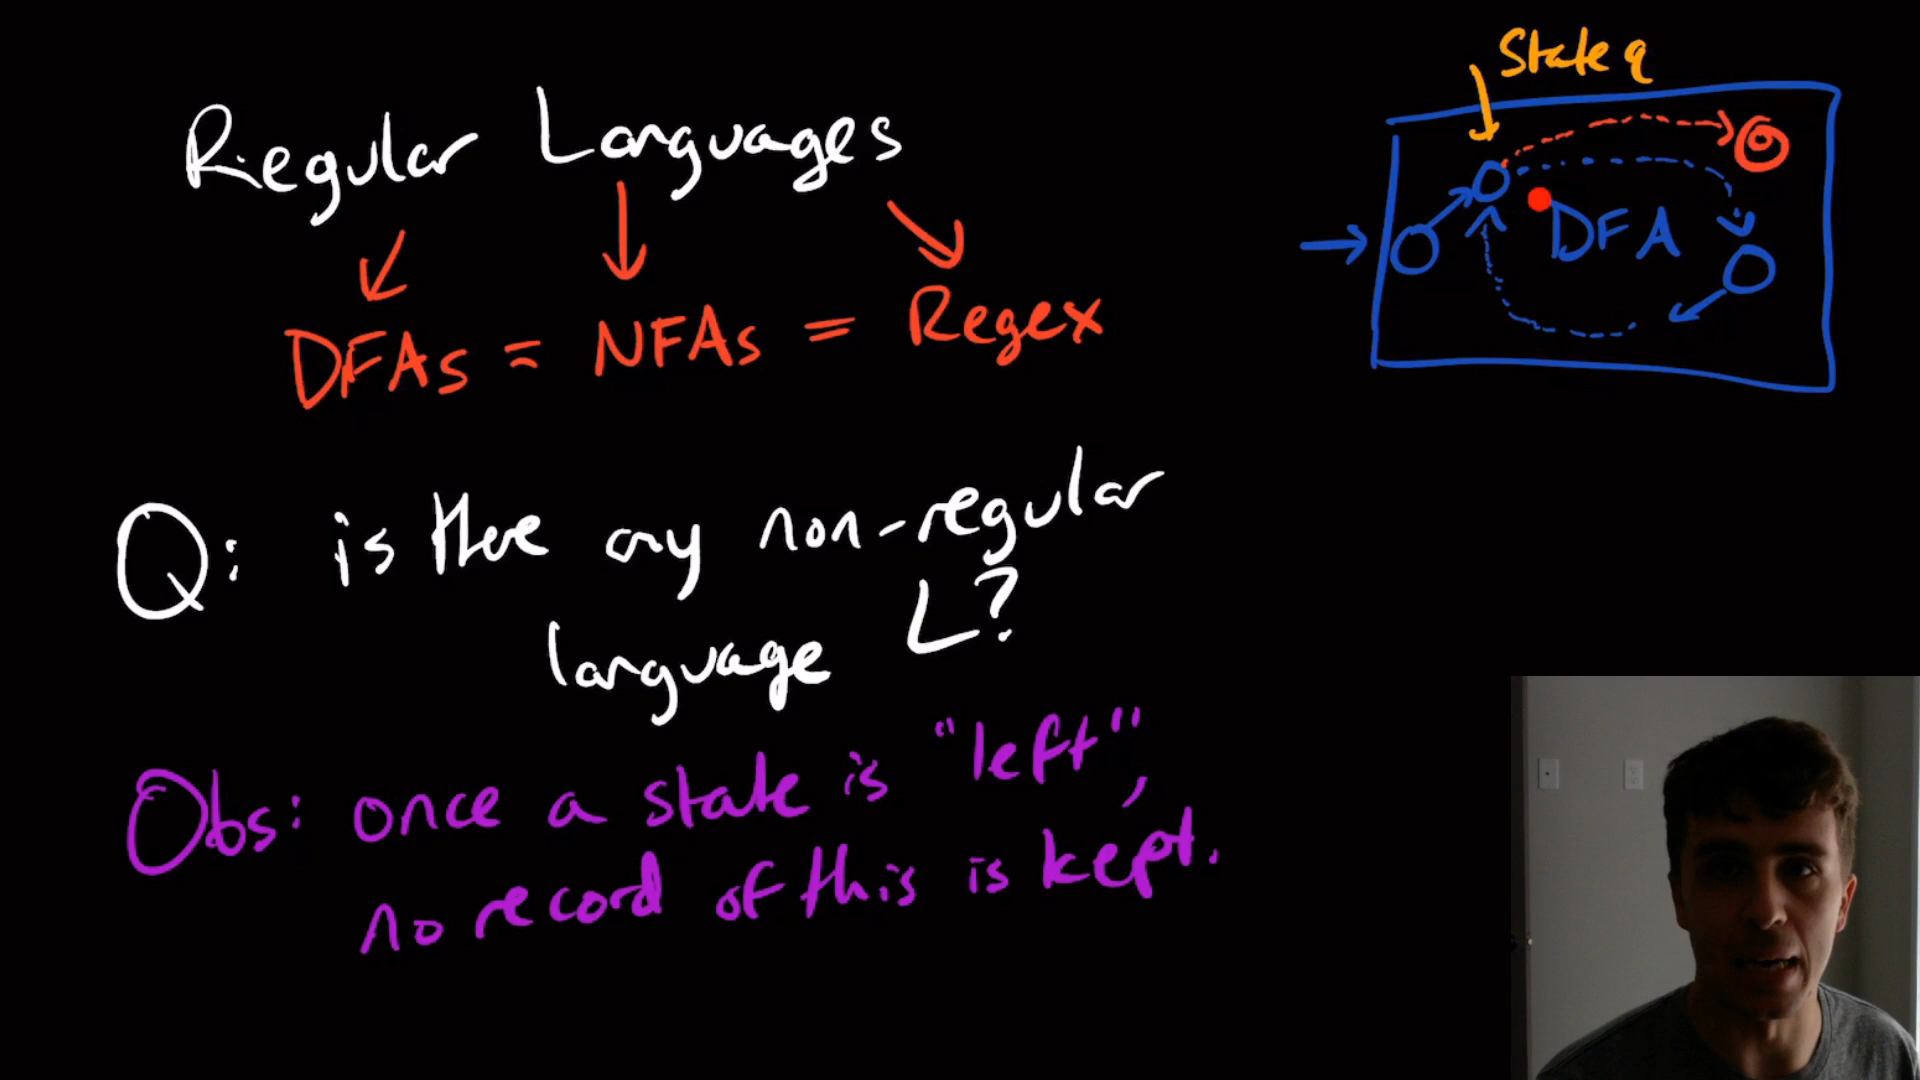 Regular Languages
DFAs = NFAs = Regex
Q: is there any non-regular
language L?
Obs: once a state is "left",
no record of this is kept.
State q
DFA